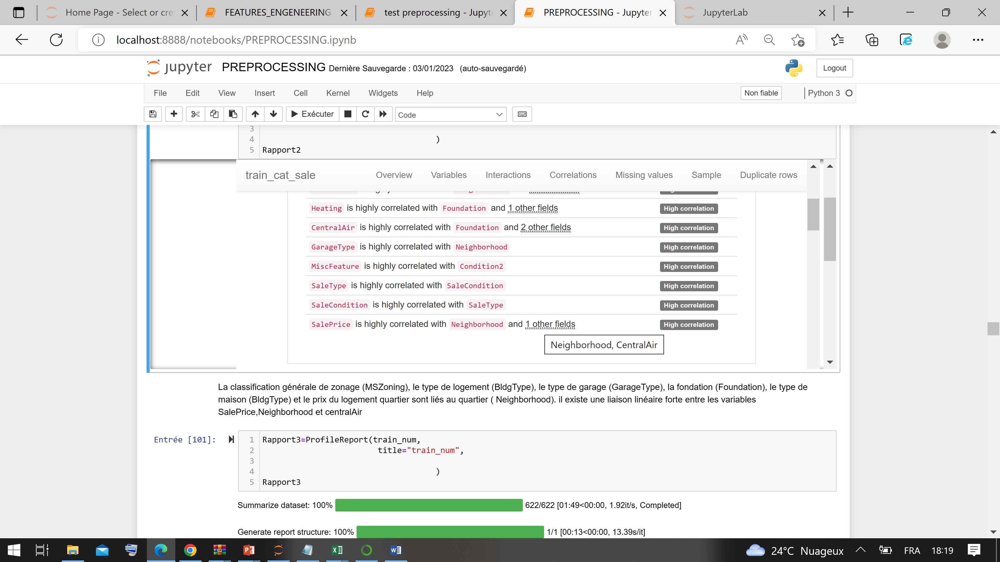 Home Page - Select or cre
FEATURES_ENGENEERING
test preprocessing - Jupyte
PREPROCESSING - Jupyter
JupyterLab
localhost:8888/notebooks/PREPROCESSING.ipynb
jupyter PREPROCESSING Dernière Sauvegarde : 03/01/2023 (auto-sauvegardé)
Logout
File Edit View Insert Cell Kernel Widgets Help
Non fiable
Python 3
Exécuter
Code
3
4 )
5 Rapport2
train_cat_sale Overview Variables Interactions Correlations Missing values Sample Duplicate rows
Heating is highly correlated with Foundation and 1 other fields High correlation
CentralAir is highly correlated with Foundation and 2 other fields High correlation
GarageType is highly correlated with Neighborhood High correlation
MiscFeature is highly correlated with Condition2 High correlation
SaleType is highly correlated with SaleCondition High correlation
SaleCondition is highly correlated with SaleType High correlation
SalePrice is highly correlated with Neighborhood and 1 other fields High correlation
Neighborhood, CentralAir
La classification générale de zonage (MSZoning), le type de logement (BldgType), le type de garage (GarageType), la fondation (Foundation), le type de
maison (BldgType) et le prix du logement quartier sont liés au quartier ( Neighborhood). il existe une liaison linéaire forte entre les variables
SalePrice,Neighborhood et centralAir
Entrée [101]:
1 Rapport3=ProfileReport(train_num,
2 title="train_num",
3
4 )
5 Rapport3
Summarize dataset: 100% 622/622 [01:49<00:00, 1.92it/s, Completed]
Generate report structure: 100% 1/1 [00:13<00:00, 13.39s/it]
24°C Nuageux FRA 18:19